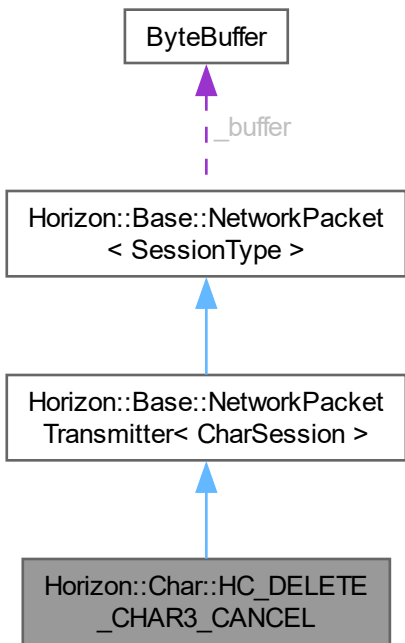 ByteBuffer
_buffer
Horizon::Base::NetworkPacket
< SessionType >
Horizon::Base::NetworkPacket
Transmitter< CharSession >
Horizon::Char::HC_DELETE
_CHAR3_CANCEL